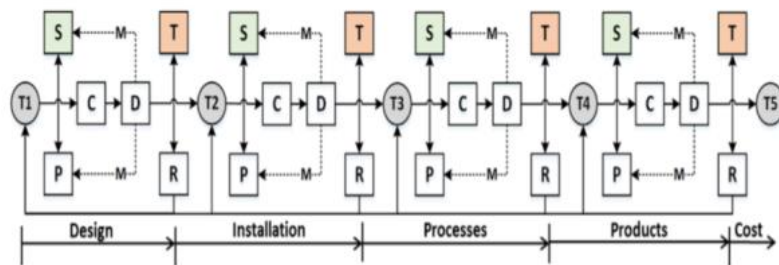 S M T S M T S M T S M T
T1 C D T2 C D T3 C D T4 C D T5
P M R P M R P M R P M R
Design Installation Processes Products Cost